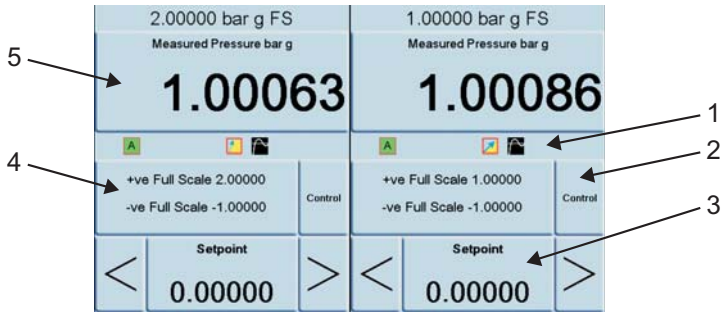 2.00000 bar g FS
Measured Pressure bar g
1.00063
A
+ve Full Scale 2.00000
-ve Full Scale -1.00000
Control
<
Setpoint
0.00000
>
1.00000 bar g FS
Measured Pressure bar g
1.00086
A
+ve Full Scale 1.00000
-ve Full Scale -1.00000
Control
<
Setpoint
0.00000
>
5
4
1
2
3